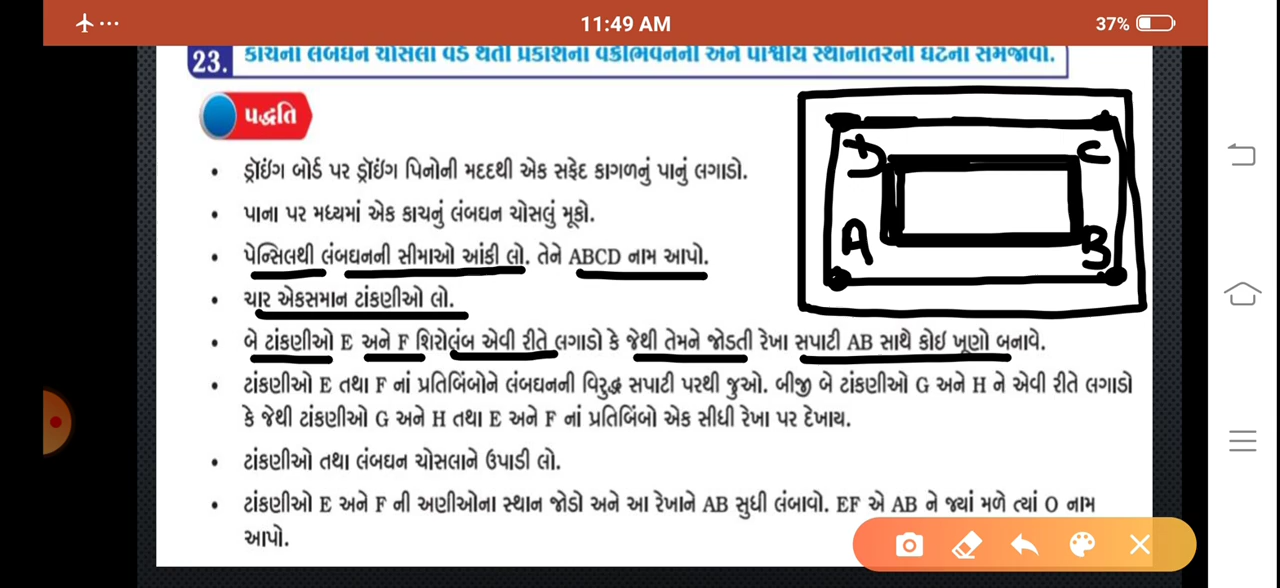 11:49 AM
37%
23. કાચના લંબઘન ચોસલા વડે થતી પ્રકાશના વક્રીભવનની અને પાર્શ્વીય સ્થાનાંતરની ઘટના સમજાવો.
પદ્ધતિ
• ડ્રૉઇંગ બોર્ડ પર ડ્રૉઇંગ પિનોની મદદથી એક સફેદ કાગળનું પાનું લગાડો.
• પાના પર મધ્યમાં એક કાચનું લંબઘન ચોસલું મૂકો.
• પેન્સિલથી લંબઘનની સીમાઓ આંકી લો. તેને ABCD નામ આપો.
• ચાર એકસમાન ટાંકણીઓ લો.
• બે ટાંકણીઓ E અને F શિરોલંબ એવી રીતે લગાડો કે જેથી તેમને જોડતી રેખા સપાટી AB સાથે કોઇ ખૂણો બનાવે.
• ટાંકણીઓ E તથા F નાં પ્રતિબિંબોને લંબઘનની વિરુદ્ધ સપાટી પરથી જુઓ. બીજી બે ટાંકણીઓ G અને H ને એવી રીતે લગાડો
કે જેથી ટાંકણીઓ G અને H તથા E અને F નાં પ્રતિબિંબો એક સીધી રેખા પર દેખાય.
• ટાંકણીઓ તથા લંબઘન ચોસલાને ઉપાડી લો.
• ટાંકણીઓ E અને F ની અણીઓના સ્થાન જોડો અને આ રેખાને AB સુધી લંબાવો. EF એ AB ને જ્યાં મળે ત્યાં O નામ
આપો.
D C
A B